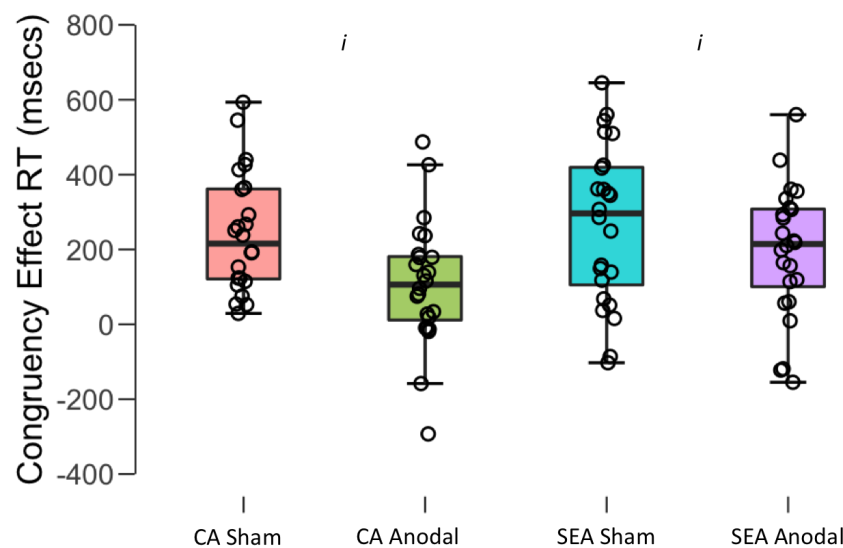 Congruency Effect RT (msecs)
800
600
400
200
0
-200
-400
i
i
CA Sham
CA Anodal
SEA Sham
SEA Anodal